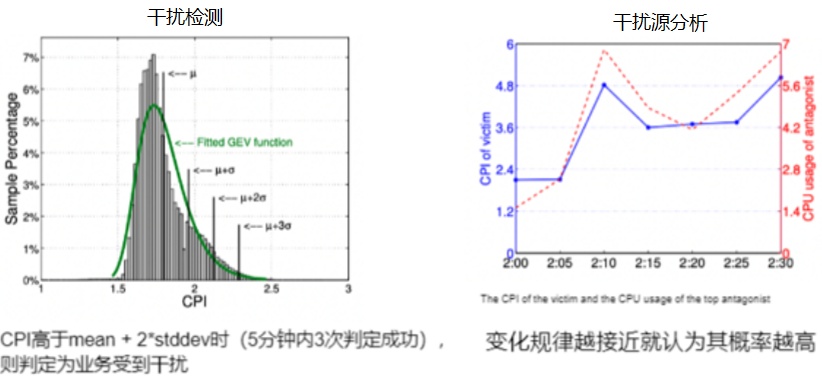 干扰检测
7%
6%
5%
4%
3%
2%
1%
0%
Sample Percentage
<--- μ
<--- Fitted GEV function
<--- μ+σ
<--- μ+2σ
<--- μ+3σ
1
1.5
2
2.5
3
CPI
CPI高于mean + 2*stddev时（5分钟内3次判定成功），
则判定为业务受到干扰
干扰源分析
6
4.8
3.6
2.4
1.2
0
CPI of victim
7
5.6
4.2
2.8
1.4
0
CPU usage of antagonist
2:00
2:05
2:10
2:15
2:20
2:25
2:30
The CPI of the victim and the CPU usage of the top antagonist
变化规律越接近就认为其概率越高